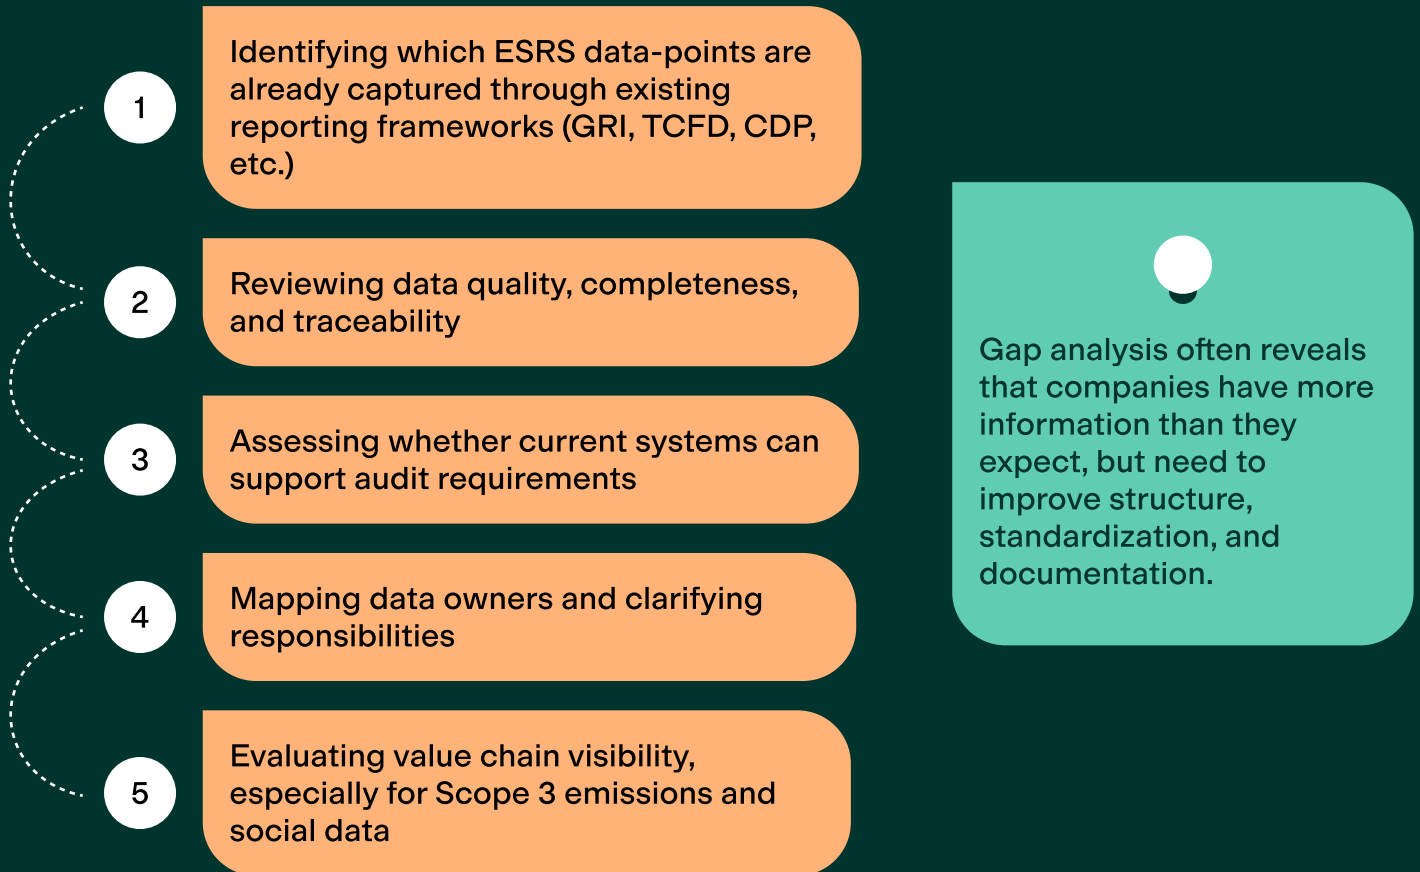 1
Identifying which ESRS data-points are
already captured through existing
reporting frameworks (GRI, TCFD, CDP,
etc.)
2
Reviewing data quality, completeness,
and traceability
3
Assessing whether current systems can
support audit requirements
4
Mapping data owners and clarifying
responsibilities
5
Evaluating value chain visibility,
especially for Scope 3 emissions and
social data
Gap analysis often reveals
that companies have more
information than they
expect, but need to
improve structure,
standardization, and
documentation.